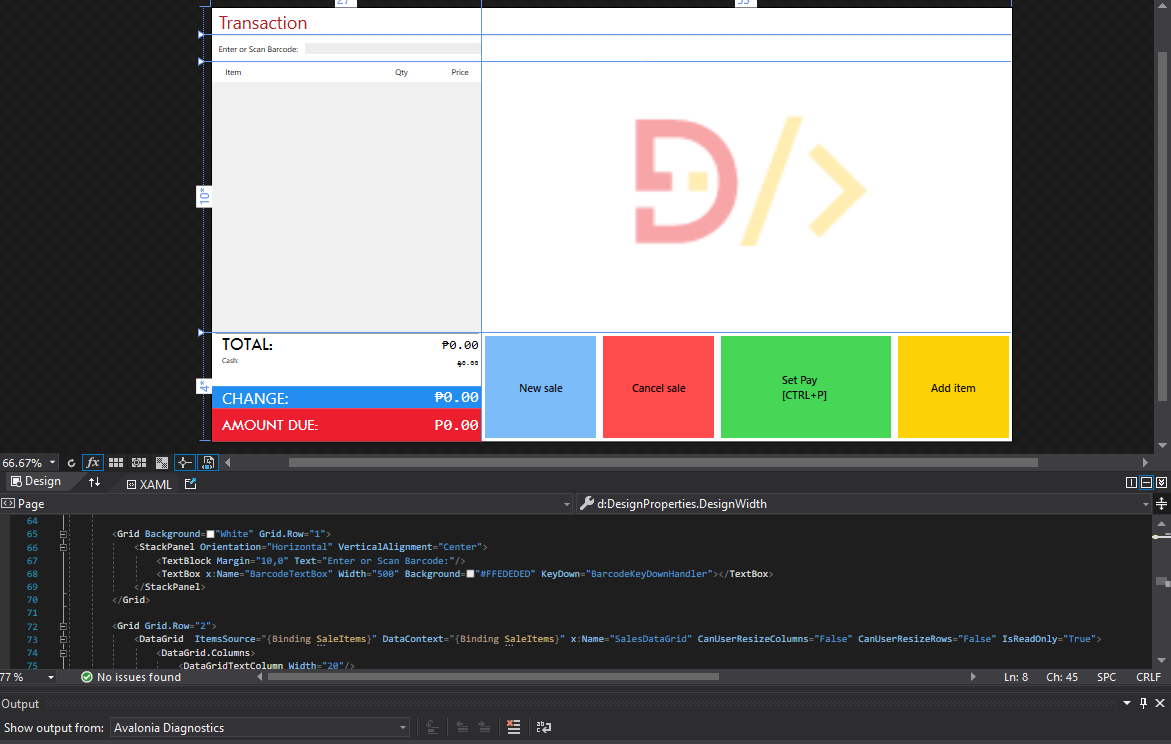 27
53
Transaction
Enter or Scan Barcode:
Item Qty Price
10*
TOTAL: ₱0.00
Cash: ₱0.00
CHANGE: ₱0.00
AMOUNT DUE: ₱0.00
4*
New sale
Cancel sale
Set Pay
[CTRL+P]
Add item
66.67% fx
Design XAML
Page d:DesignProperties.DesignWidth
64
65 <Grid Background="White" Grid.Row="1">
66 <StackPanel Orientation="Horizontal" VerticalAlignment="Center">
67 <TextBlock Margin="10,0" Text="Enter or Scan Barcode:"/>
68 <TextBox x:Name="BarcodeTextBox" Width="500" Background="#FFEDEDED" KeyDown="BarcodeKeyDownHandler"></TextBox>
69 </StackPanel>
70 </Grid>
71
72 <Grid Grid.Row="2">
73 <DataGrid ItemsSource="{Binding SaleItems}" DataContext="{Binding SaleItems}" x:Name="SalesDataGrid" CanUserResizeColumns="False" CanUserResizeRows="False" IsReadOnly="True">
74 <DataGrid.Columns>
75 <DataGridTextColumn Width="20"/>
77 % No issues found Ln: 8 Ch: 45 SPC CRLF
Output
Show output from: Avalonia Diagnostics